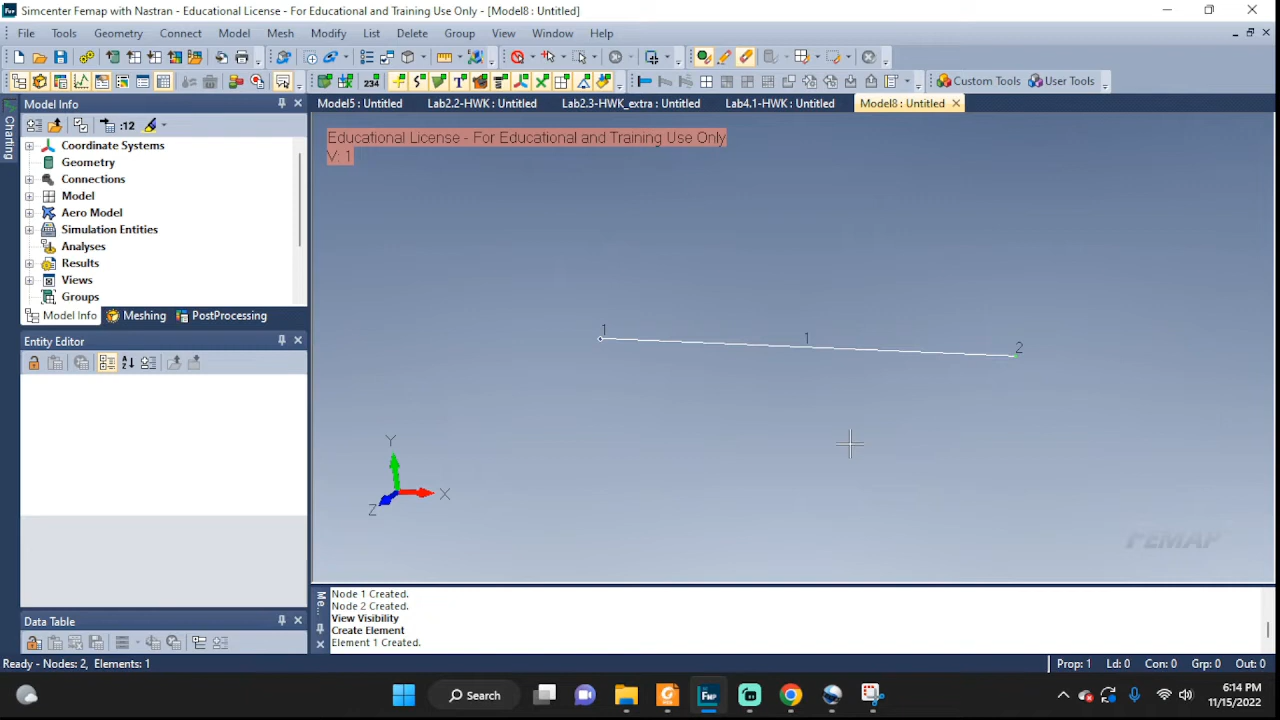 Simcenter Femap with Nastran - Educational License - For Educational and Training Use Only - [Model8 : Untitled]
File Tools Geometry Connect Model Mesh Modify List Delete Group View Window Help
234 Custom Tools User Tools
Charting
Model Info
Model5 : Untitled Lab2.2-HWK : Untitled Lab2.3-HWK_extra : Untitled Lab4.1-HWK : Untitled Model8 : Untitled
:12
Coordinate Systems
Geometry
Connections
Model
Aero Model
Simulation Entities
Analyses
Results
Views
Groups
Model Info Meshing PostProcessing
Entity Editor
Data Table
Educational License - For Educational and Training Use Only
V: 1
1 1 2
Y
X
Z
FEMAP
Me...
Node 1 Created.
Node 2 Created.
View Visibility
Create Element
Element 1 Created.
Ready - Nodes: 2, Elements: 1 Prop: 1 Ld: 0 Con: 0 Grp: 0 Out: 0
Search
FMP
6:14 PM
11/15/2022